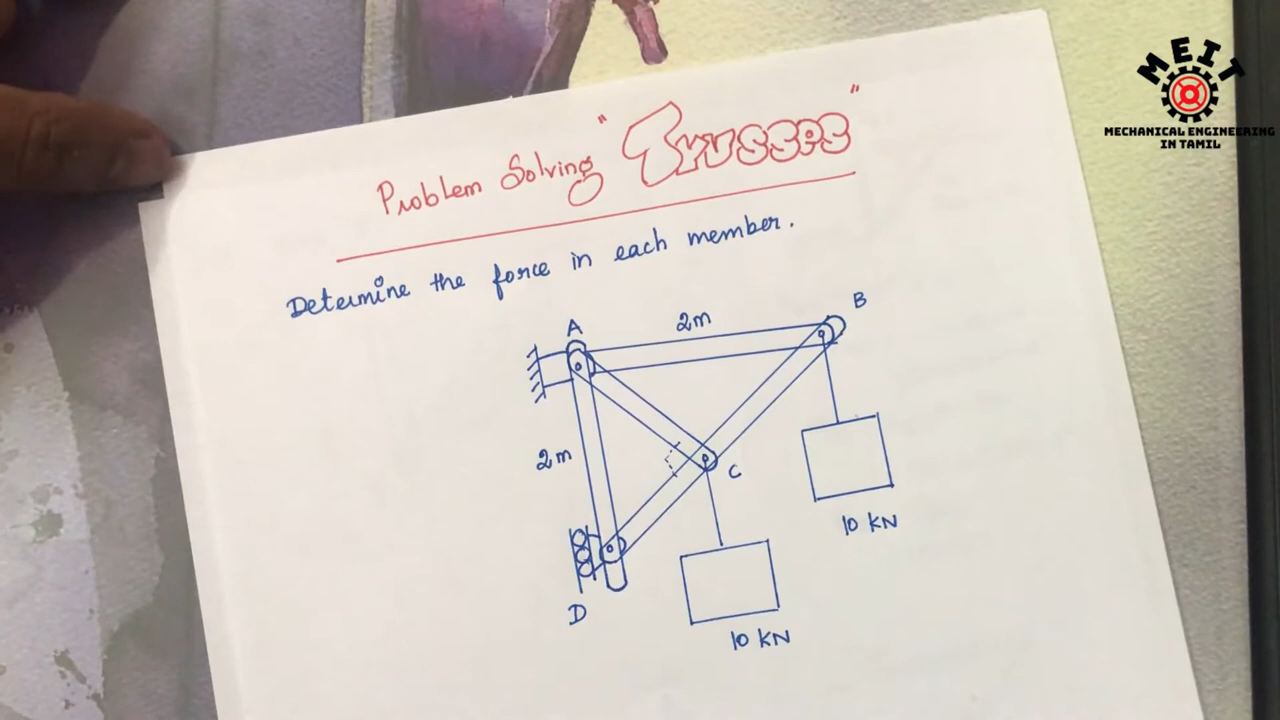 MEIT
MECHANICAL ENGINEERING
IN TAMIL
Problem Solving "Trusses"
Determine the force in each member.
A
2m
B
2m
C
10 KN
D
10 KN